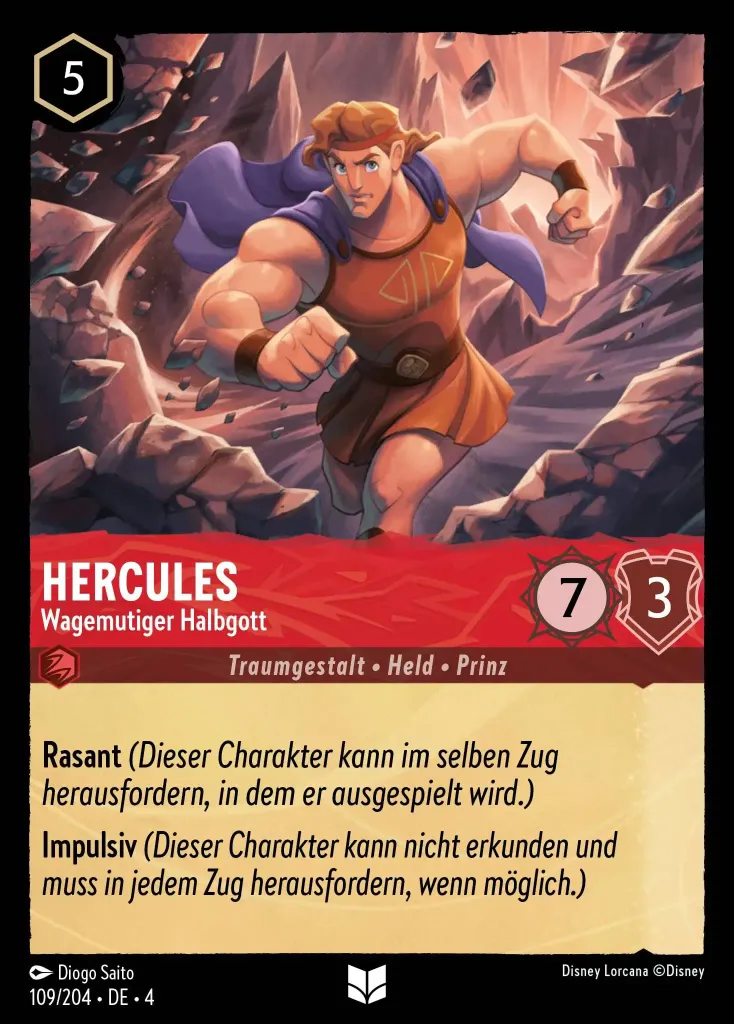 5
HERCULES
Wagemutiger Halbgott
7
3
Traumgestalt • Held • Prinz
Rasant (Dieser Charakter kann im selben Zug
herausfordern, in dem er ausgespielt wird.)
Impulsiv (Dieser Charakter kann nicht erkunden und
muss in jedem Zug herausfordern, wenn möglich.)
Diogo Saito
Disney Lorcana ©Disney
109/204 • DE • 4